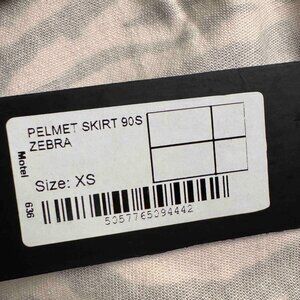 PELMET SKIRT 90S
ZEBRA
Size: XS
5057765094442
Motel
636